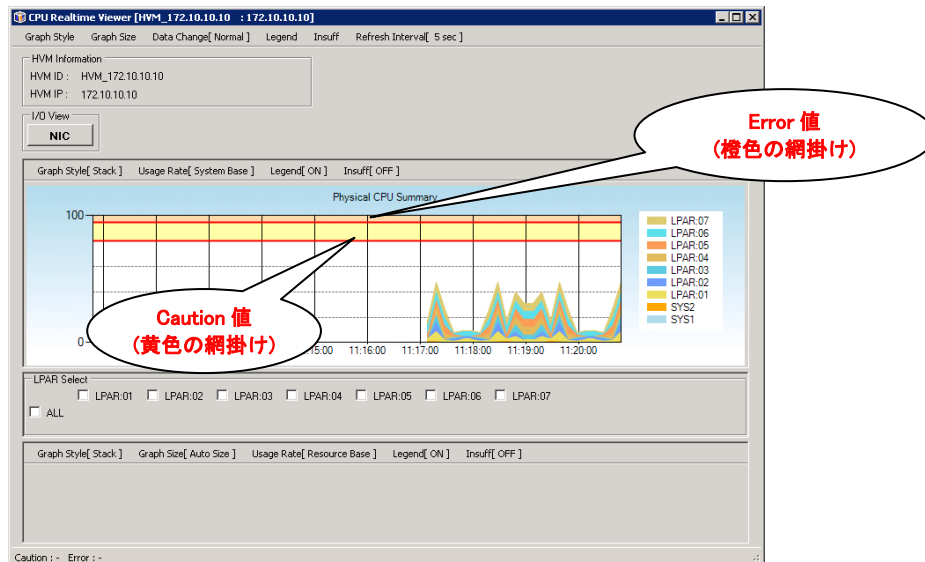 CPU Realtime Viewer [HVM_172.10.10.10 : 172.10.10.10]
Graph Style Graph Size Data Change[ Normal ] Legend Insuff Refresh Interval[ 5 sec ]
HVM Information
HVM ID : HVM_172.10.10.10
HVM IP : 172.10.10.10
I/O View
NIC
Error 値
(橙色の網掛け)
Graph Style[ Stack ] Usage Rate[ System Base ] Legend[ ON ] Insuff[ OFF ]
Physical CPU Summary
100
LPAR:07
LPAR:06
LPAR:05
LPAR:04
LPAR:03
LPAR:02
LPAR:01
SYS2
SYS1
Caution 値
(黄色の網掛け)
0
15:00 11:16:00 11:17:00 11:18:00 11:19:00 11:20:00
LPAR Select
LPAR:01 LPAR:02 LPAR:03 LPAR:04 LPAR:05 LPAR:06 LPAR:07
ALL
Graph Style[ Stack ] Graph Size[ Auto Size ] Usage Rate[ Resource Base ] Legend[ ON ] Insuff[ OFF ]
Caution : - Error : -